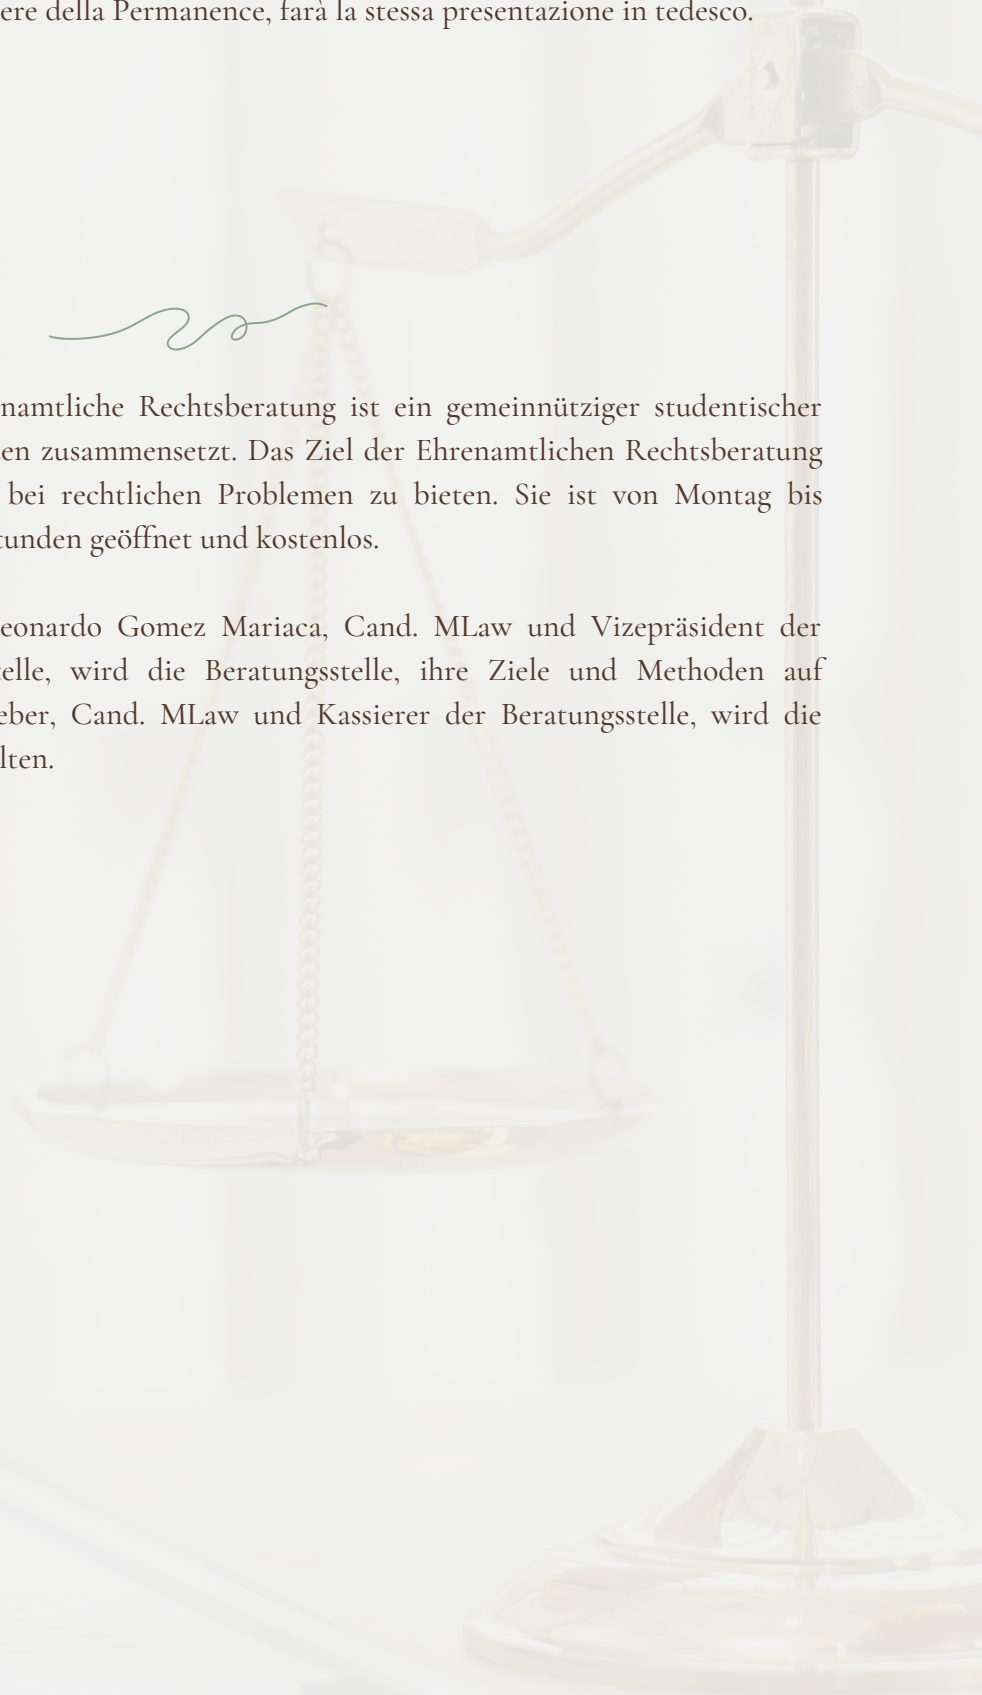 ere della Permanence, farà la stessa presentazione in tedesco.
namtliche Rechtsberatung ist ein gemeinnütziger studentischer
en zusammensetzt. Das Ziel der Ehrenamtlichen Rechtsberatung
bei rechtlichen Problemen zu bieten. Sie ist von Montag bis
tunden geöffnet und kostenlos.
eonardo Gomez Mariaca, Cand. MLaw und Vizepräsident der
telle, wird die Beratungsstelle, ihre Ziele und Methoden auf
eber, Cand. MLaw und Kassierer der Beratungsstelle, wird die
lten.